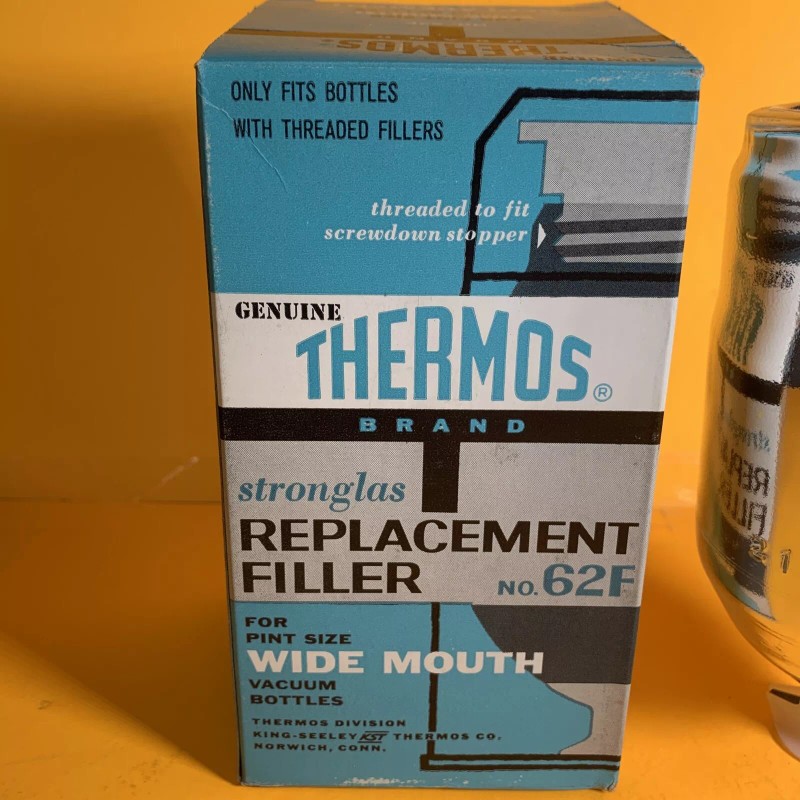 THERMOS
ONLY FITS BOTTLES
WITH THREADED FILLERS
threaded to fit
screwdown stopper
GENUINE
THERMOS®
BRAND
stronglas
REPLACEMENT
FILLER NO. 62F
FOR
PINT SIZE
WIDE MOUTH
VACUUM
BOTTLES
THERMOS DIVISION
KING-SEELEY KST THERMOS CO.
NORWICH, CONN.